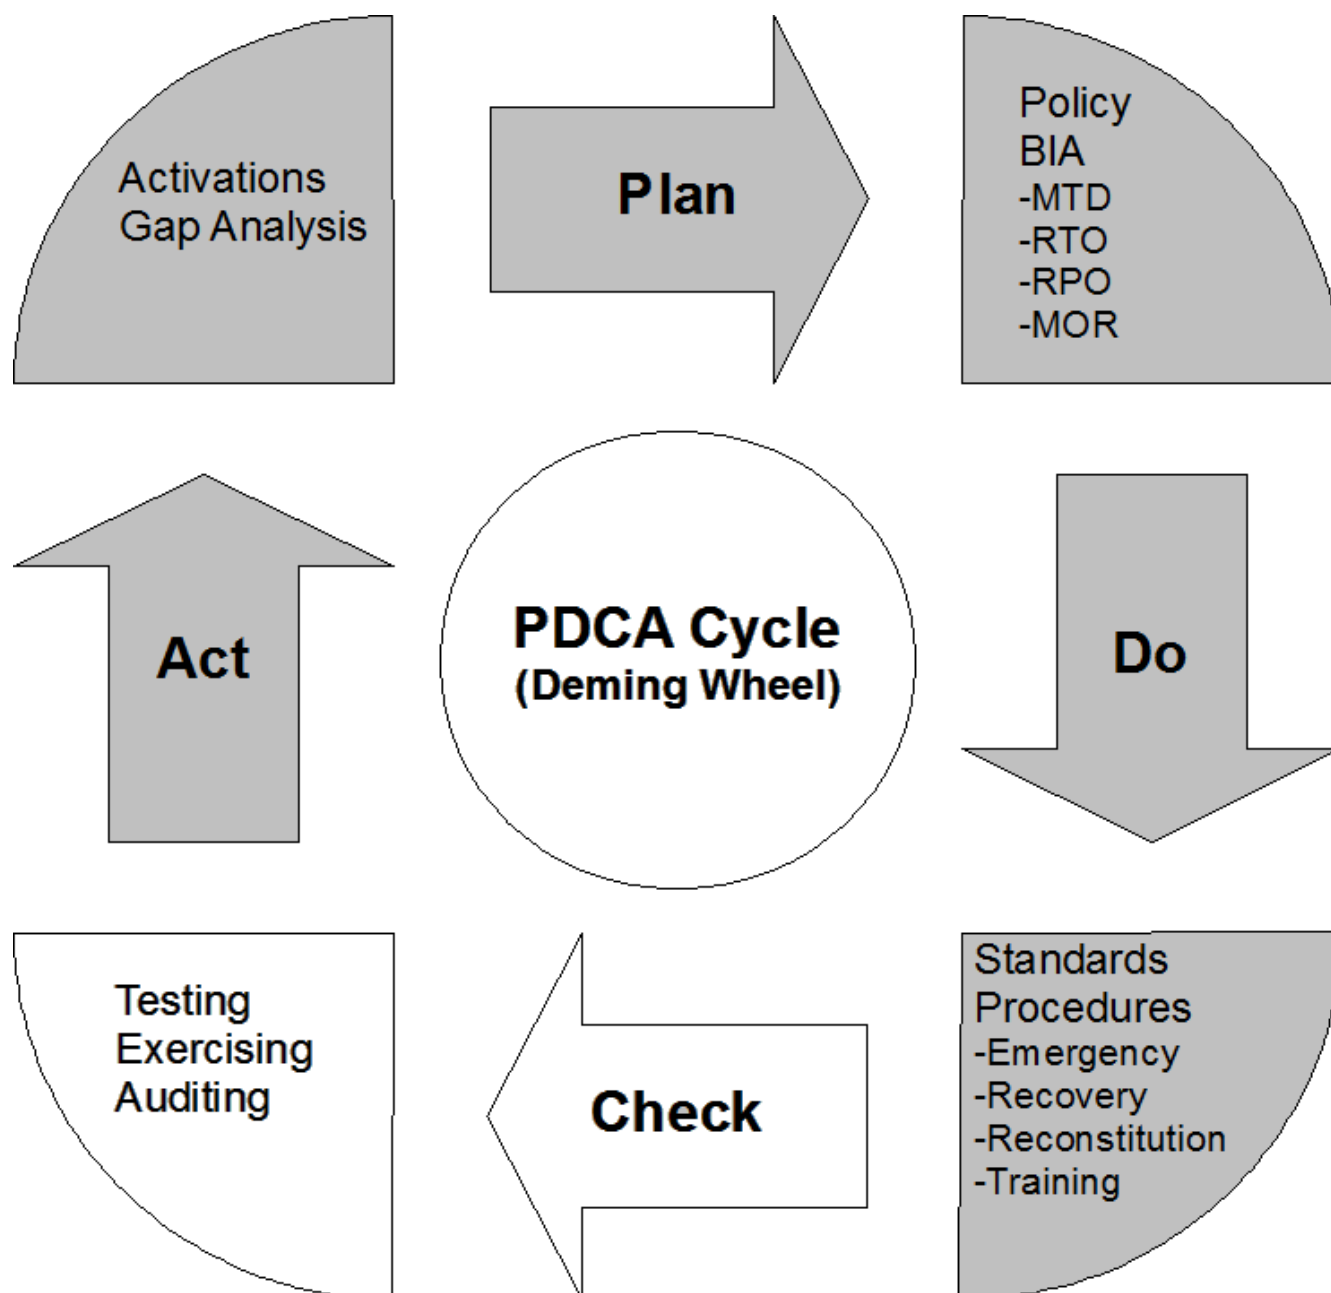 Activations
Gap Analysis
Plan
Policy
BIA
-MTD
-RTO
-RPO
-MOR
Act
PDCA Cycle
(Deming Wheel)
Do
Testing
Exercising
Auditing
Check
Standards
Procedures
-Emergency
-Recovery
-Reconstitution
-Training